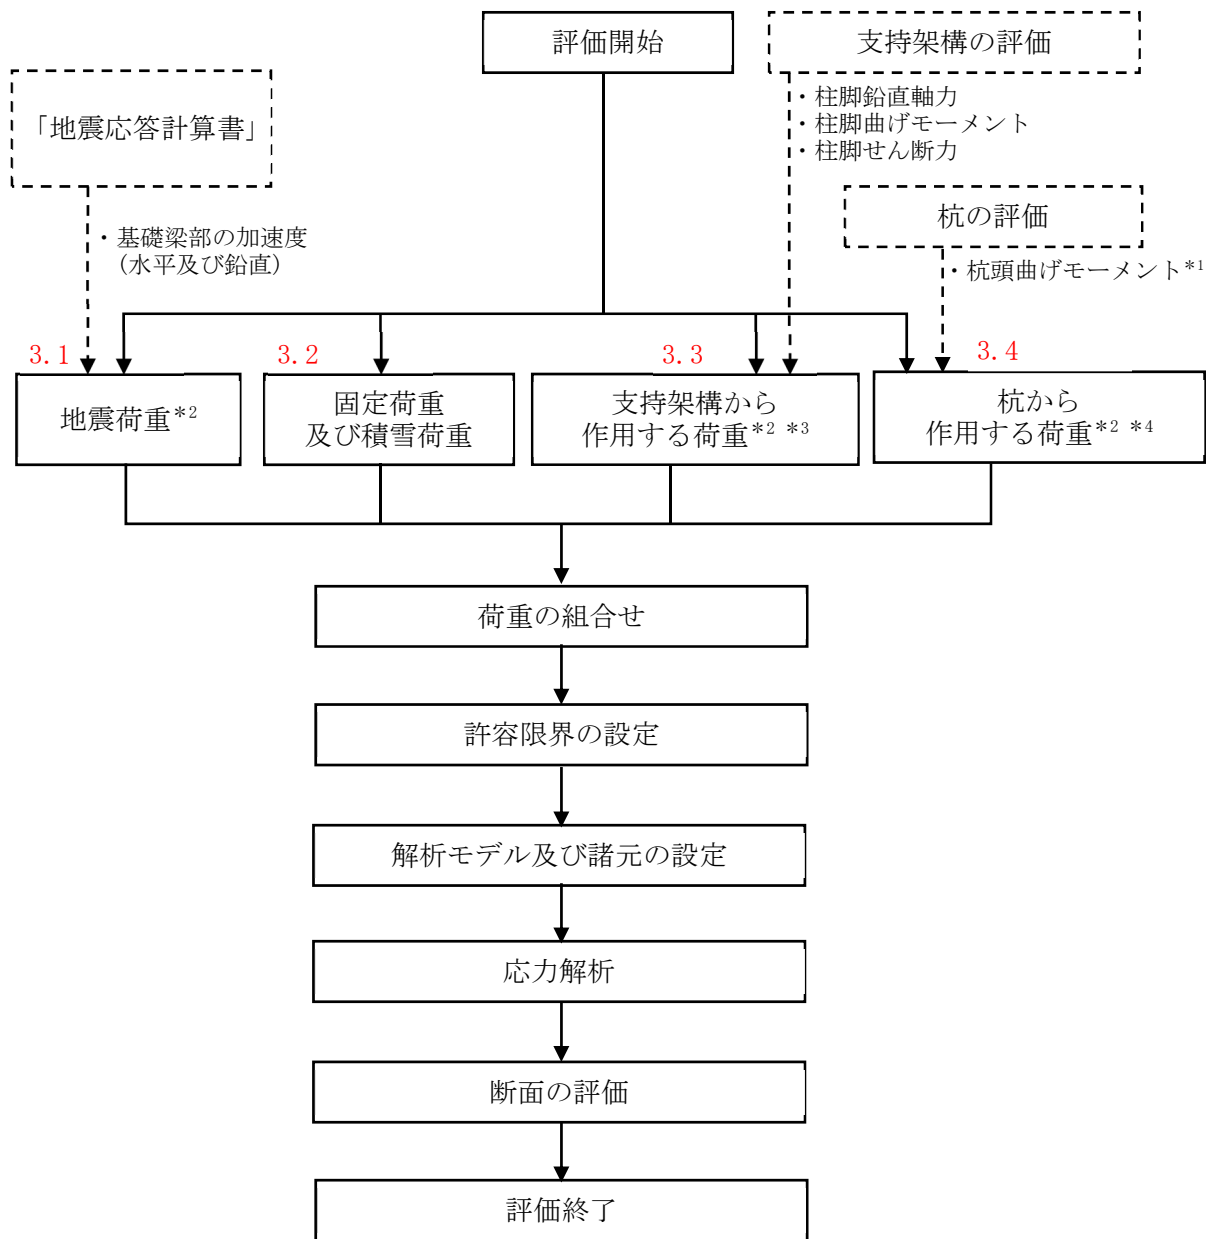 評価開始
支持架構の評価
「地震応答計算書」
・柱脚鉛直軸力
・柱脚曲げモーメント
・柱脚せん断力
杭の評価
・基礎梁部の加速度
(水平及び鉛直)
・杭頭曲げモーメント*1
3.1
3.2
3.3
3.4
地震荷重*2
固定荷重
及び積雪荷重
支持架構から
作用する荷重*2 *3
杭から
作用する荷重*2 *4
荷重の組合せ
許容限界の設定
解析モデル及び諸元の設定
応力解析
断面の評価
評価終了